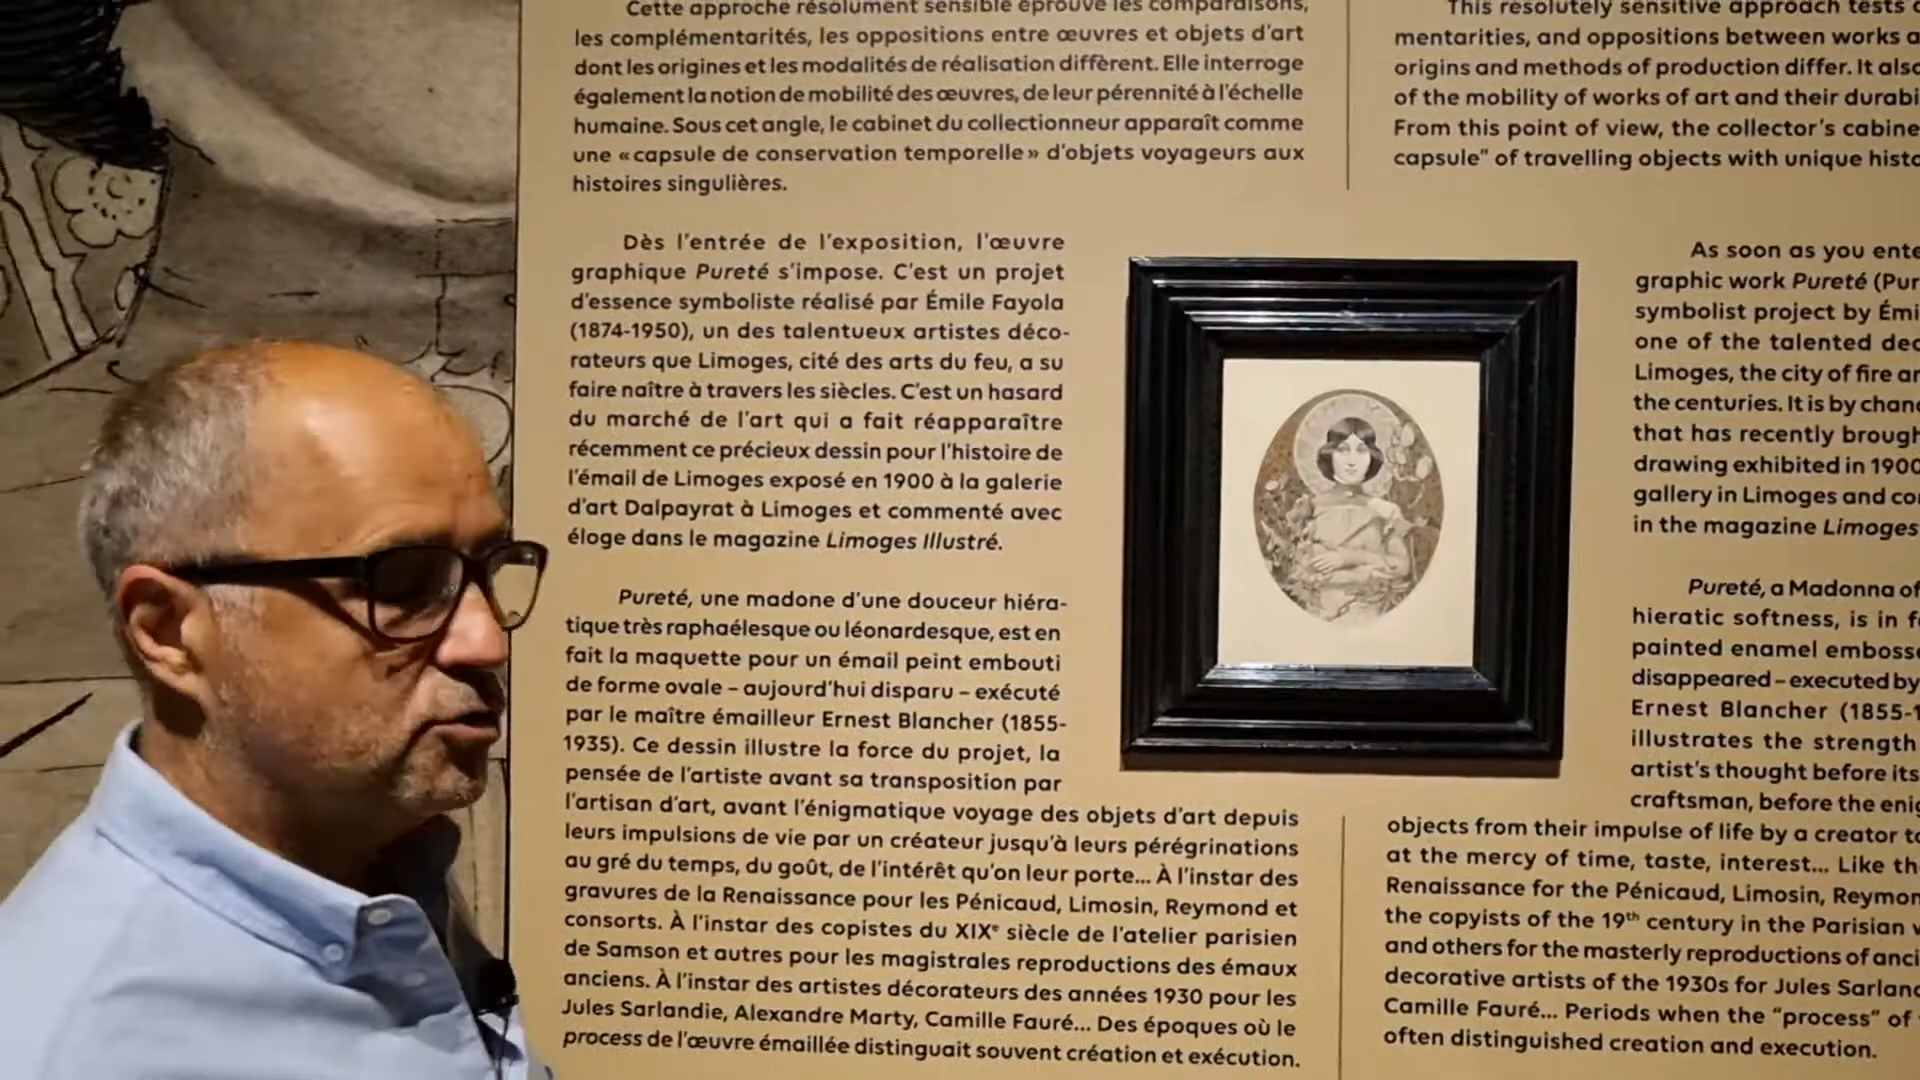 Cette approche résolument sensible éprouve les comparaisons,
les complémentarités, les oppositions entre œuvres et objets d'art
dont les origines et les modalités de réalisation diffèrent. Elle interroge
également la notion de mobilité des œuvres, de leur pérennité à l'échelle
humaine. Sous cet angle, le cabinet du collectionneur apparaît comme
une « capsule de conservation temporelle » d'objets voyageurs aux
histoires singulières.
Dès l'entrée de l'exposition, l'œuvre
graphique Pureté s'impose. C'est un projet
d'essence symboliste réalisé par Émile Fayola
(1874-1950), un des talentueux artistes déco-
rateurs que Limoges, cité des arts du feu, a su
faire naître à travers les siècles. C'est un hasard
du marché de l'art qui a fait réapparaître
récemment ce précieux dessin pour l'histoire de
l'émail de Limoges exposé en 1900 à la galerie
d'art Dalpayrat à Limoges et commenté avec
éloge dans le magazine Limoges Illustré.
Pureté, une madone d'une douceur hiéra-
tique très raphaélesque ou léonardesque, est en
fait la maquette pour un émail peint embouti
de forme ovale – aujourd'hui disparu – exécuté
par le maître émailleur Ernest Blancher (1855-
1935). Ce dessin illustre la force du projet, la
pensée de l'artiste avant sa transposition par
l'artisan d'art, avant l'énigmatique voyage des objets d'art depuis
leurs impulsions de vie par un créateur jusqu'à leurs pérégrinations
au gré du temps, du goût, de l'intérêt qu'on leur porte... À l'instar des
gravures de la Renaissance pour les Pénicaud, Limosin, Reymond et
consorts. À l'instar des copistes du XIXe siècle de l'atelier parisien
de Samson et autres pour les magistrales reproductions des émaux
anciens. À l'instar des artistes décorateurs des années 1930 pour les
Jules Sarlandie, Alexandre Marty, Camille Fauré... Des époques où le
process de l'œuvre émaillée distinguait souvent création et exécution.
This resolutely sensitive approach tests
mentarities, and oppositions between works
origins and methods of production differ. It also
of the mobility of works of art and their
From this point of view, the collector's
capsule" of travelling objects with unique
As soon as you
graphic work Pureté
symbolist project by
one of the talented
Limoges, the city of fire
the centuries. It is by
that has recently
drawing exhibited in 1900
gallery in Limoges and
in the magazine Limoges
Pureté, a Madonna of
hieratic softness, is in
painted enamel
disappeared – executed by
Ernest Blancher (1855-
illustrates the strength
artist's thought before its
craftsman, before the
objects from their impulse of life by a creator
at the mercy of time, taste, interest... Like
Renaissance for the Pénicaud, Limosin,
the copyists of the 19th century in the Parisian
and others for the masterly reproductions of
decorative artists of the 1930s for Jules
Camille Fauré... Periods when the "process" of
often distinguished creation and execution.